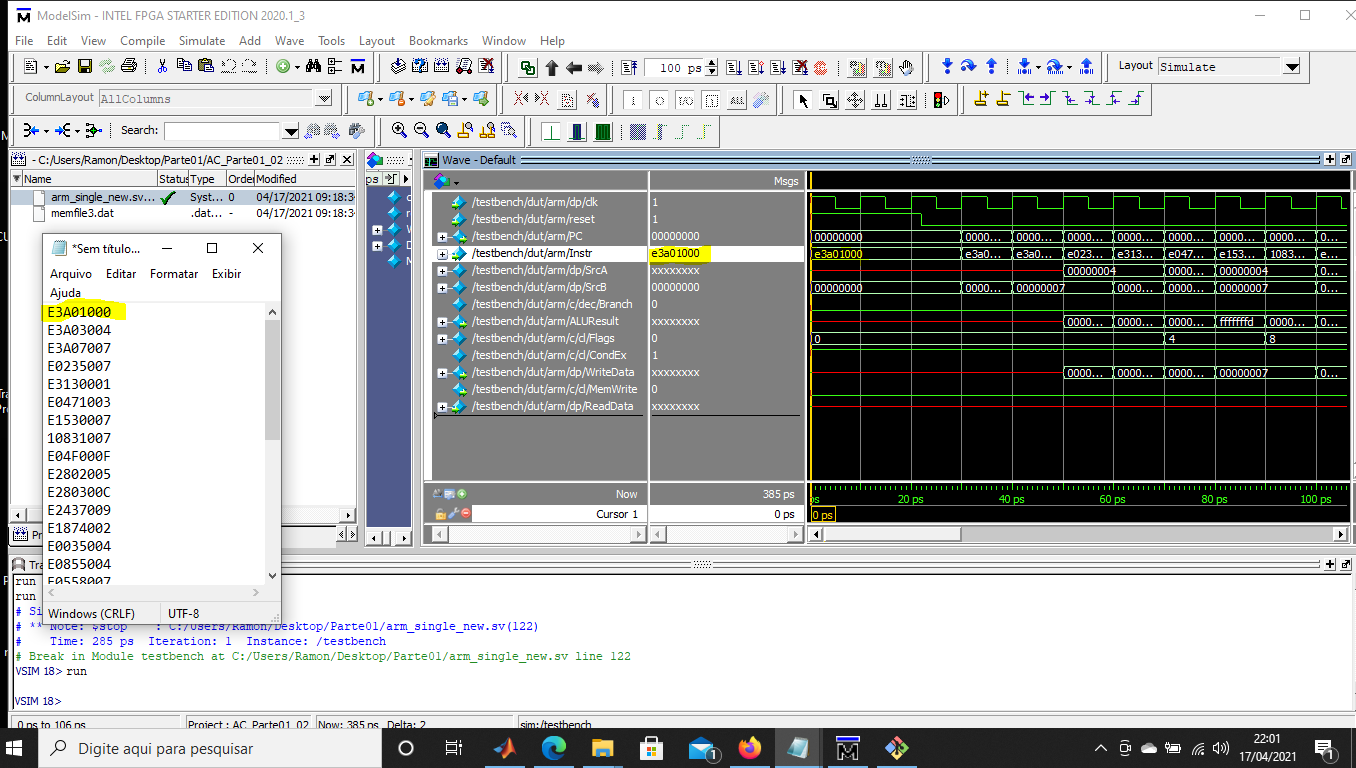 ModelSim - INTEL FPGA STARTER EDITION 2020.1_3
File Edit View Compile Simulate Add Wave Tools Layout Bookmarks Window Help
100 ps
Layout Simulate
ColumnLayout AllColumns
Search:
- C:/Users/Ramon/Desktop/Parte01/AC_Parte01_02
Name Status Type Order Modified
arm_single_new.sv... Syst... 0 04/17/2021 09:18:3
memfile3.dat .dat... - 04/17/2021 09:18:3
*Sem título...
Arquivo Editar Formatar Exibir
Ajuda
E3A01000
E3A03004
E3A07007
E0235007
E3130001
E0471003
E1530007
10831007
E04F000F
E2802005
E280300C
E2437009
E1874002
E0035004
E0855004
E0558007
Windows (CRLF) UTF-8
ps
Wave - Default
Msgs
/testbench/dut/arm/dp/clk 1
/testbench/dut/arm/reset 1
/testbench/dut/arm/PC 00000000 00000000 0000... 0000... 0000... 0000... 0000... 0000... 0000... 0...
/testbench/dut/arm/Instr e3a01000 e3a01000 e3a0... e3a0... e023... e313... e047... e153... 1083... e0...
/testbench/dut/arm/dp/SrcA xxxxxxxx 00000004 0000... 00000004 0...
/testbench/dut/arm/dp/SrcB 00000000 00000000 0000... 00000007 0000... 0000... 00000007 0...
/testbench/dut/arm/c/dec/Branch 0
/testbench/dut/arm/ALUResult xxxxxxxx 0000... 0000... 0000... fffffffd 0000... 0...
/testbench/dut/arm/c/cl/Flags 0 0 4 8
/testbench/dut/arm/c/cl/CondEx 1
/testbench/dut/arm/dp/WriteData xxxxxxxx 0000... 0000... 0000... 00000007 0...
/testbench/dut/arm/c/cl/MemWrite 0
/testbench/dut/arm/dp/ReadData xxxxxxxx
Now 385 ps ps 20 ps 40 ps 60 ps 80 ps 100 ps
Cursor 1 0 ps 0 ps
run
run
# ** Note: $stop : C:/Users/Ramon/Desktop/Parte01/arm_single_new.sv(122)
# Time: 285 ps Iteration: 1 Instance: /testbench
# Break in Module testbench at C:/Users/Ramon/Desktop/Parte01/arm_single_new.sv line 122
VSIM 18> run
VSIM 18>
0 ps to 106 ps Project : AC_Parte01_02 Now: 385 ps Delta: 2 sim:/testbench
Digite aqui para pesquisar
1
22:01
17/04/2021
1